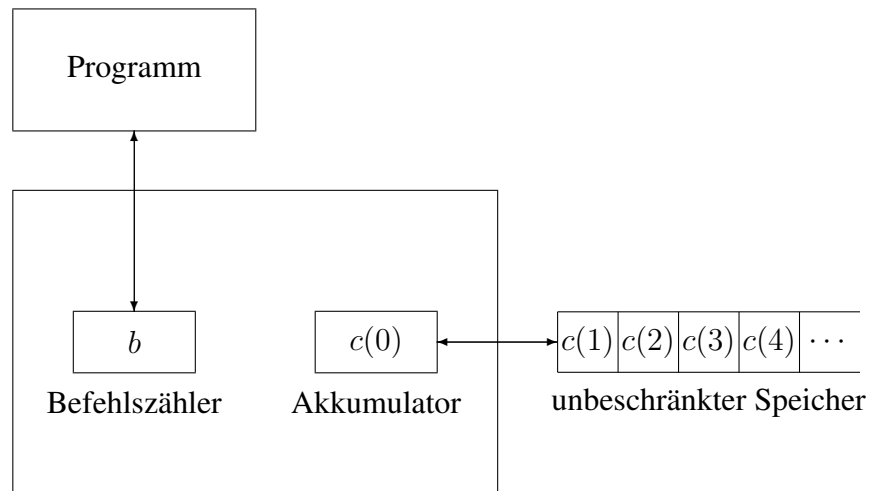 Programm
b
c(0)
c(1) c(2) c(3) c(4) ···
Befehlszähler
Akkumulator
unbeschränkter Speicher